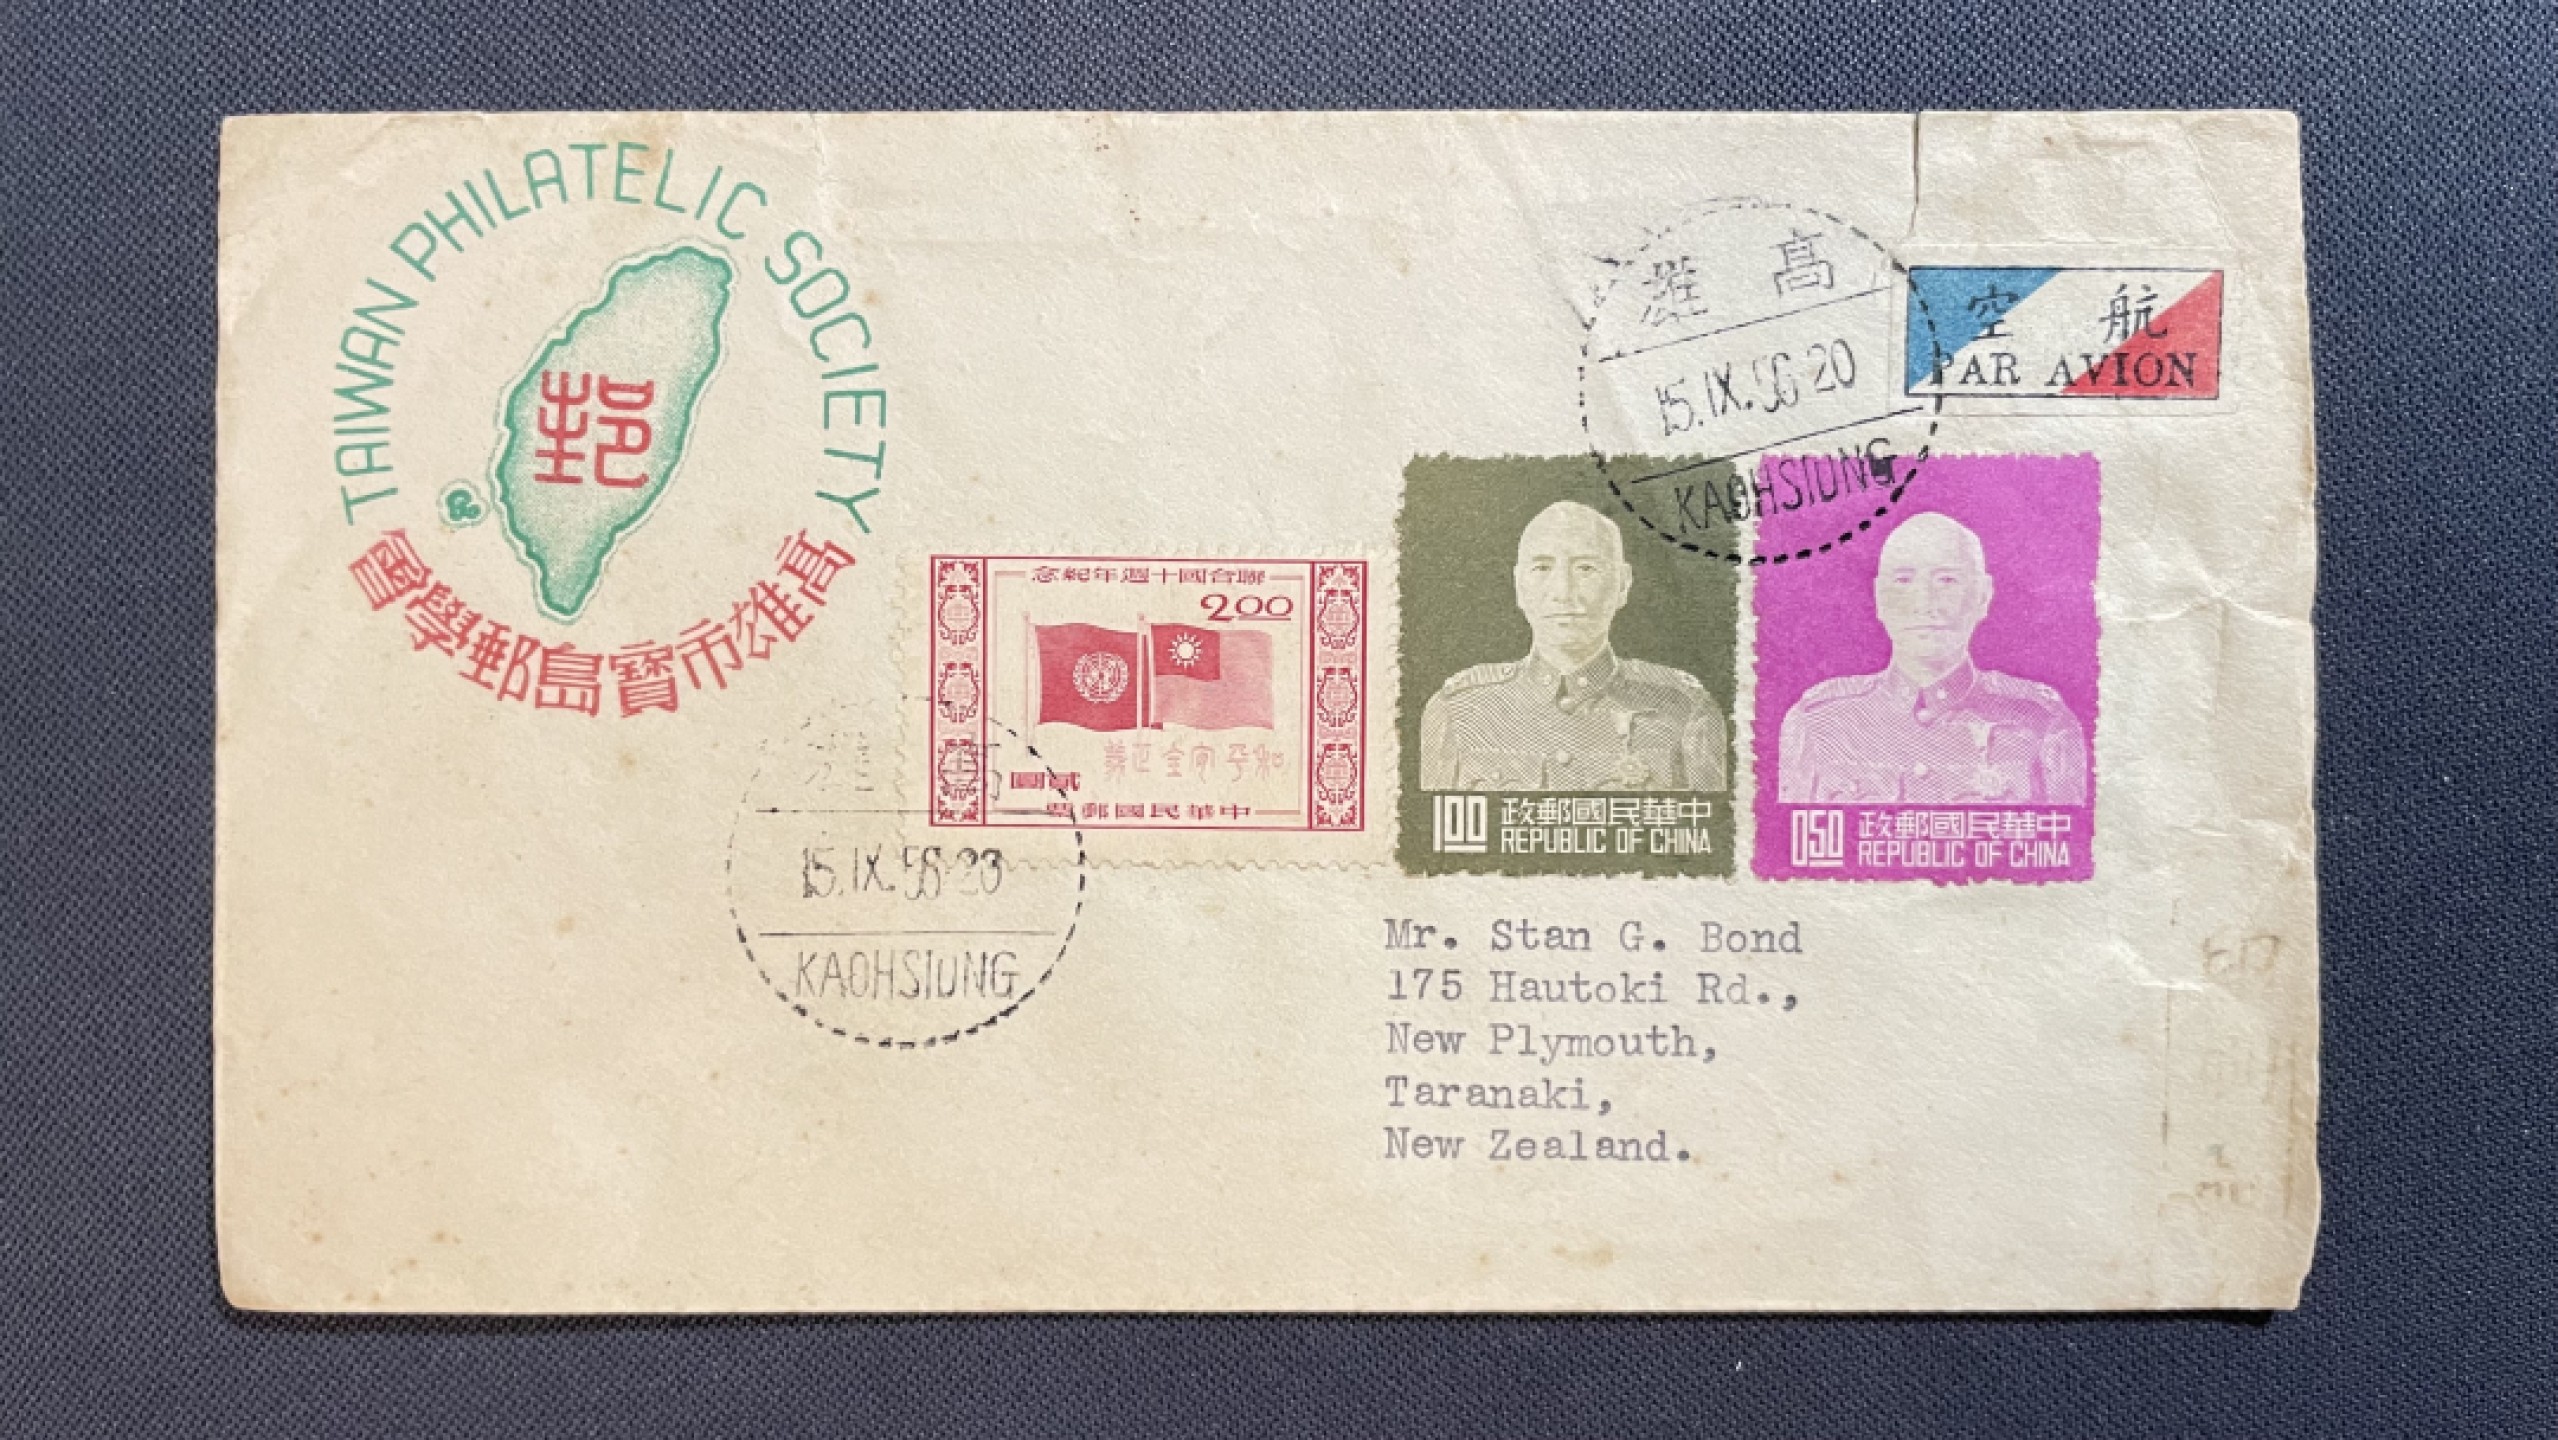 TAIWAN PHILATELIC SOCIETY
郵
高雄市寶島郵學會
高雄
15.IX.56.20
KAOHSIUNG
航空
PAR AVION
聯合國十週年紀念
2.00
和平安全正義
貳圓
中華民國郵票
1.00
中華民國郵政
REPUBLIC OF CHINA
0.50
中華民國郵政
REPUBLIC OF CHINA
高雄
15.IX.56
KAOHSIUNG
Mr. Stan G. Bond
175 Hautoki Rd.,
New Plymouth,
Taranaki,
New Zealand.